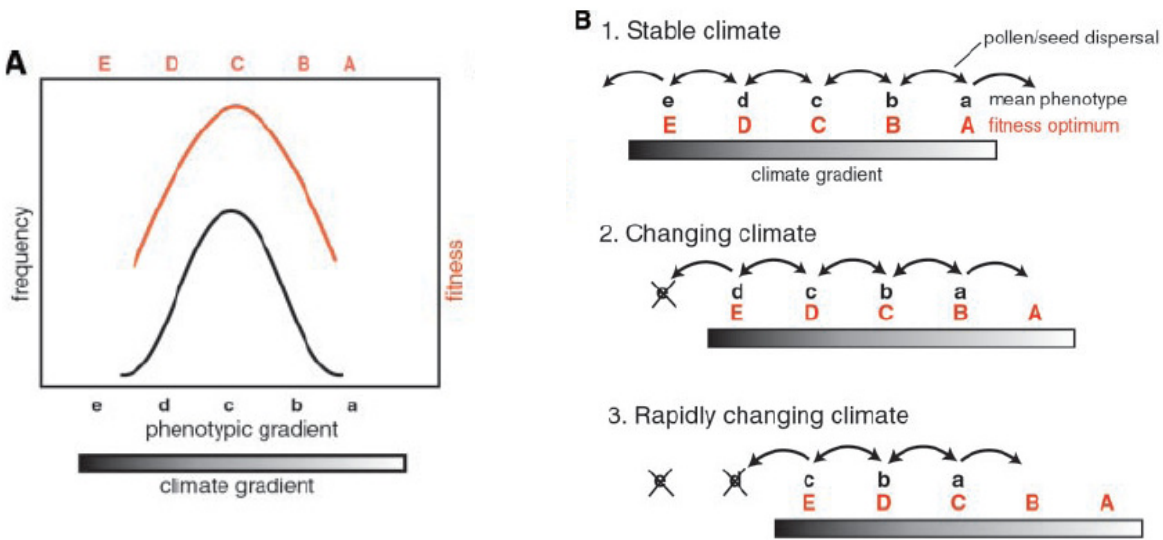 A
E D C B A
frequency
fitness
e d c b a
phenotypic gradient
climate gradient
B
1. Stable climate
pollen/seed dispersal
e d c b a mean phenotype
E D C B A fitness optimum
climate gradient
2. Changing climate
e d c b a
E D C B A
3. Rapidly changing climate
e d c b a
E D C B A